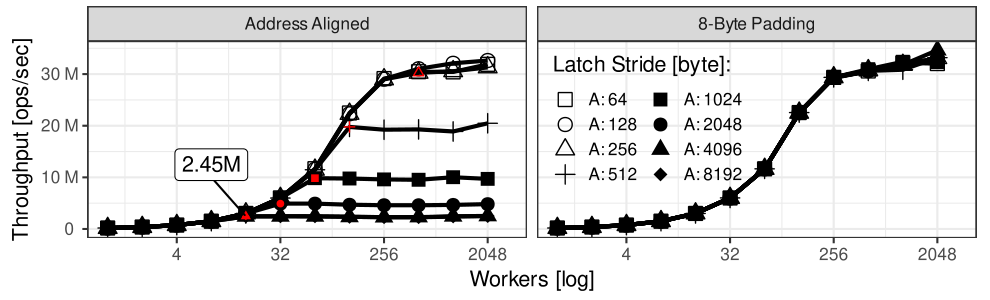 Address Aligned
8-Byte Padding
Throughput [ops/sec]
30 M
20 M
10 M
0
2.45M
Latch Stride [byte]:
A: 64
A: 1024
A: 128
A: 2048
A: 256
A: 4096
A: 512
A: 8192
4
32
256
2048
4
32
256
2048
Workers [log]